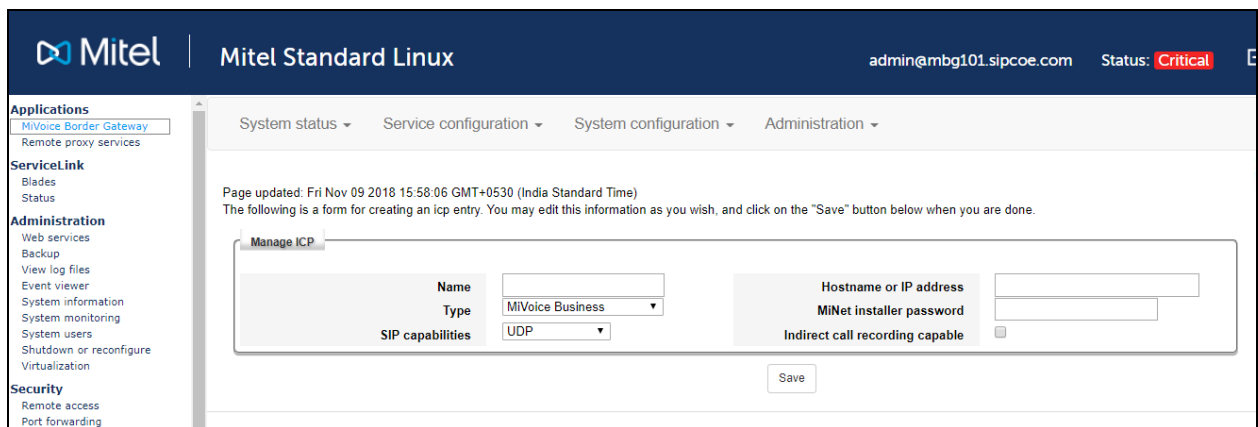 Mitel
Mitel Standard Linux
admin@mbg101.sipcoe.com
Status: Critical
Applications
MiVoice Border Gateway
Remote proxy services
ServiceLink
Blades
Status
Administration
Web services
Backup
View log files
Event viewer
System information
System monitoring
System users
Shutdown or reconfigure
Virtualization
Security
Remote access
Port forwarding
System status
Service configuration
System configuration
Administration
Page updated: Fri Nov 09 2018 15:58:06 GMT+0530 (India Standard Time)
The following is a form for creating an icp entry. You may edit this information as you wish, and click on the "Save" button below when you are done.
Manage ICP
Name
Hostname or IP address
Type MiVoice Business
MiNet installer password
SIP capabilities UDP
Indirect call recording capable
Save